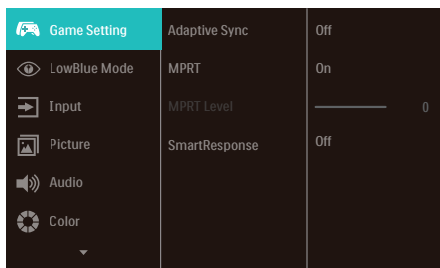 Game Setting Adaptive Sync Off
LowBlue Mode MPRT On
Input MPRT Level 0
Picture SmartResponse Off
Audio
Color